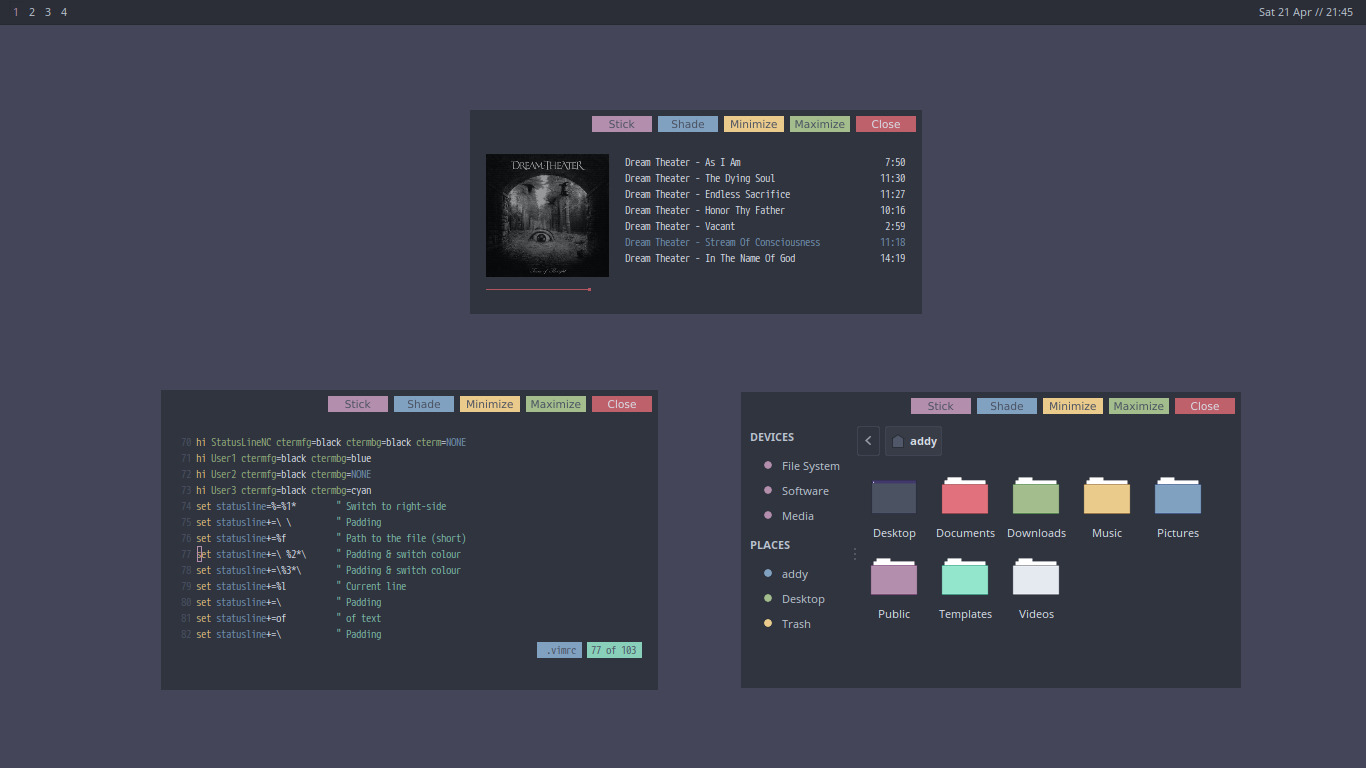 1 2 3 4
Sat 21 Apr // 21:45
Stick Shade Minimize Maximize Close
DREAM THEATER
Train of Thought
Dream Theater - As I Am 7:50
Dream Theater - The Dying Soul 11:30
Dream Theater - Endless Sacrifice 11:27
Dream Theater - Honor Thy Father 10:16
Dream Theater - Vacant 2:59
Dream Theater - Stream Of Consciousness 11:18
Dream Theater - In The Name Of God 14:19
Stick Shade Minimize Maximize Close
70 hi StatusLineNC ctermfg=black ctermbg=black cterm=NONE
71 hi User1 ctermfg=black ctermbg=blue
72 hi User2 ctermfg=black ctermbg=NONE
73 hi User3 ctermfg=black ctermbg=cyan
74 set statusline=%=%1* " Switch to right-side
75 set statusline+=\ \ " Padding
76 set statusline+=%f " Path to the file (short)
77 set statusline+=\ %2*\ " Padding & switch colour
78 set statusline+=\%3*\ " Padding & switch colour
79 set statusline+=%l " Current line
80 set statusline+=\ " Padding
81 set statusline+=of " of text
82 set statusline+=\ " Padding
.vimrc 77 of 103
Stick Shade Minimize Maximize Close
DEVICES
File System
Software
Media
PLACES
addy
Desktop
Trash
addy
Desktop Documents Downloads Music Pictures
Public Templates Videos